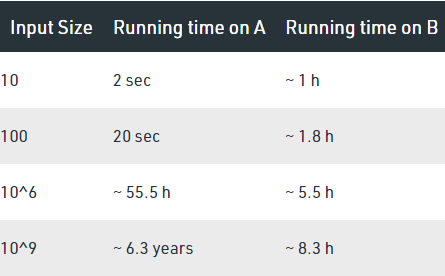 Input Size Running time on A Running time on B
10 2 sec ~ 1 h
100 20 sec ~ 1.8 h
10^6 ~ 55.5 h ~ 5.5 h
10^9 ~ 6.3 years ~ 8.3 h